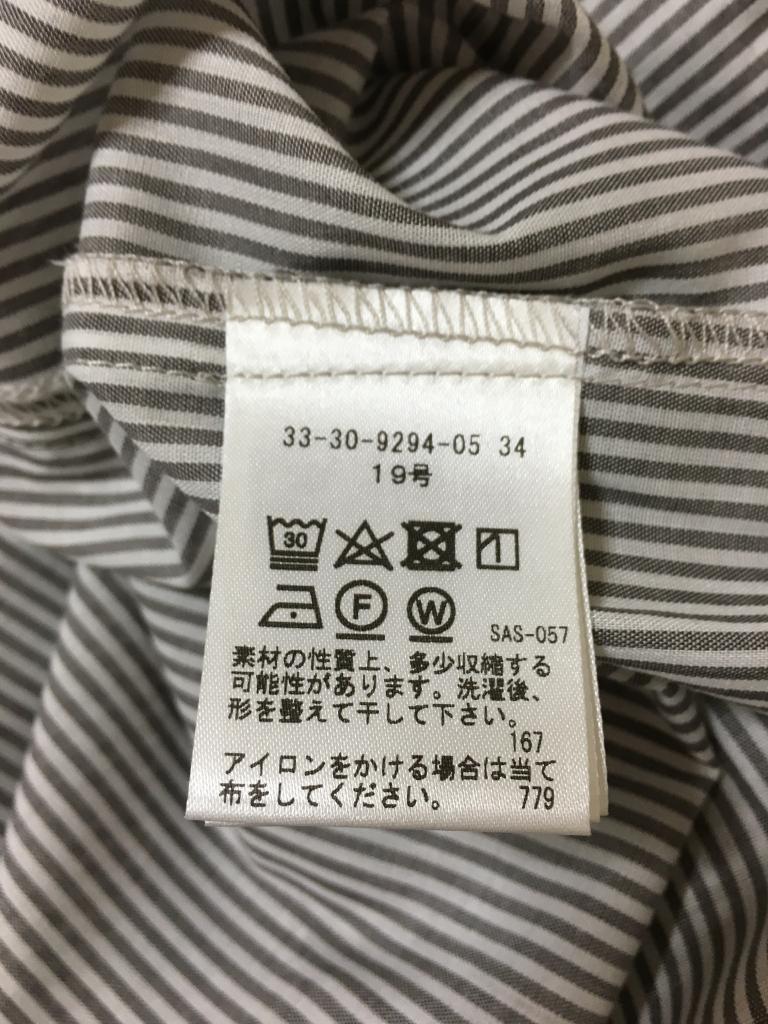 33-30-9294-05 34
19号
30
F W
SAS-057
素材の性質上、多少収縮する
可能性があります。洗濯後、
形を整えて干して下さい。
167
アイロンをかける場合は当て
布をしてください。 779